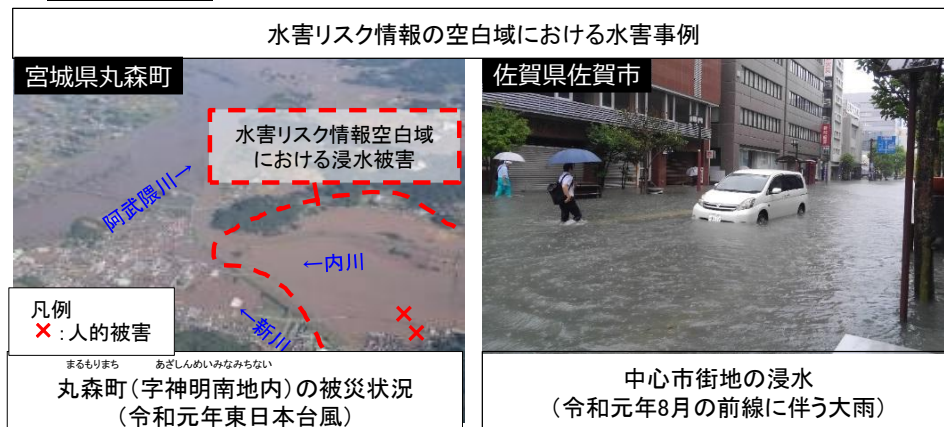 水害リスク情報の空白域における水害事例
宮城県丸森町
水害リスク情報空白域
における浸水被害
阿武隈川→
←内川
←新川
凡例
×：人的被害
まるもりまち あざしんめいみなみちない
丸森町（字神明南地内）の被災状況
（令和元年東日本台風）
佐賀県佐賀市
中心市街地の浸水
（令和元年8月の前線に伴う大雨）